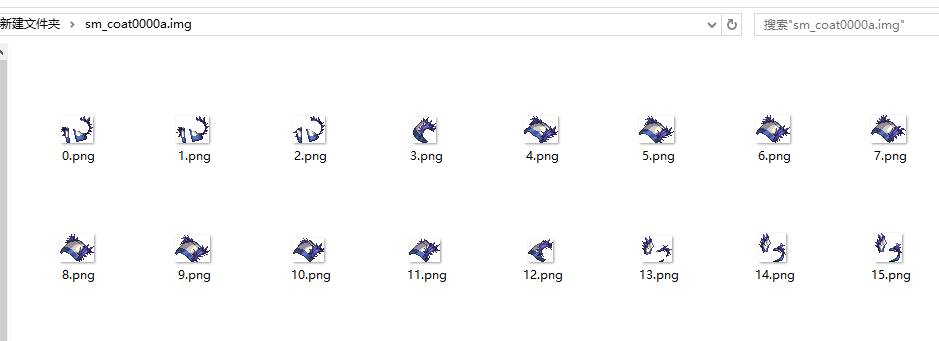 新建文件夹 › sm_coat0000a.img
搜索"sm_coat0000a.img"
0.png 1.png 2.png 3.png 4.png 5.png 6.png 7.png
8.png 9.png 10.png 11.png 12.png 13.png 14.png 15.png